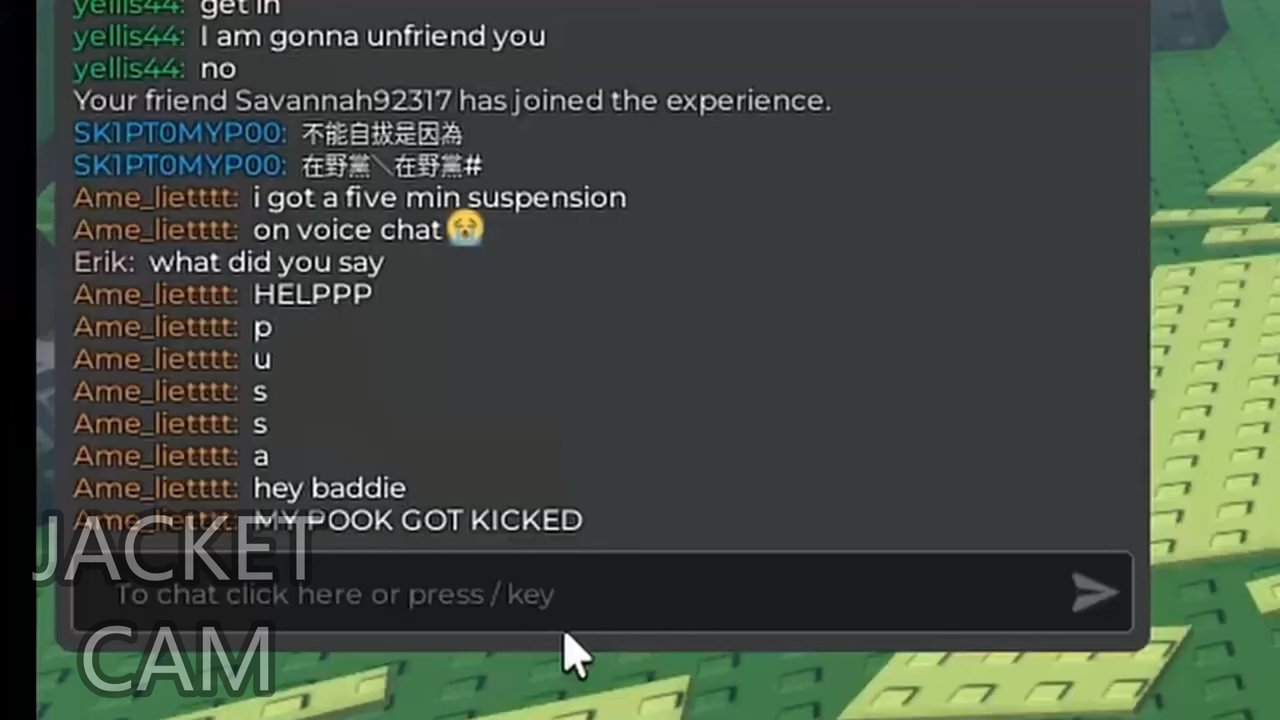 yellis44: get in
yellis44: I am gonna unfriend you
yellis44: no
Your friend Savannah92317 has joined the experience.
SK1PT0MYP00: 不能自拔是因為
SK1PT0MYP00: 在野黨＼在野黨#
Ame_lietttt: i got a five min suspension
Ame_lietttt: on voice chat😭
Erik: what did you say
Ame_lietttt: HELPPP
Ame_lietttt: p
Ame_lietttt: u
Ame_lietttt: s
Ame_lietttt: s
Ame_lietttt: a
Ame_lietttt: hey baddie
Ame_lietttt: MY POOK GOT KICKED
To chat click here or press / key
JACKET
CAM